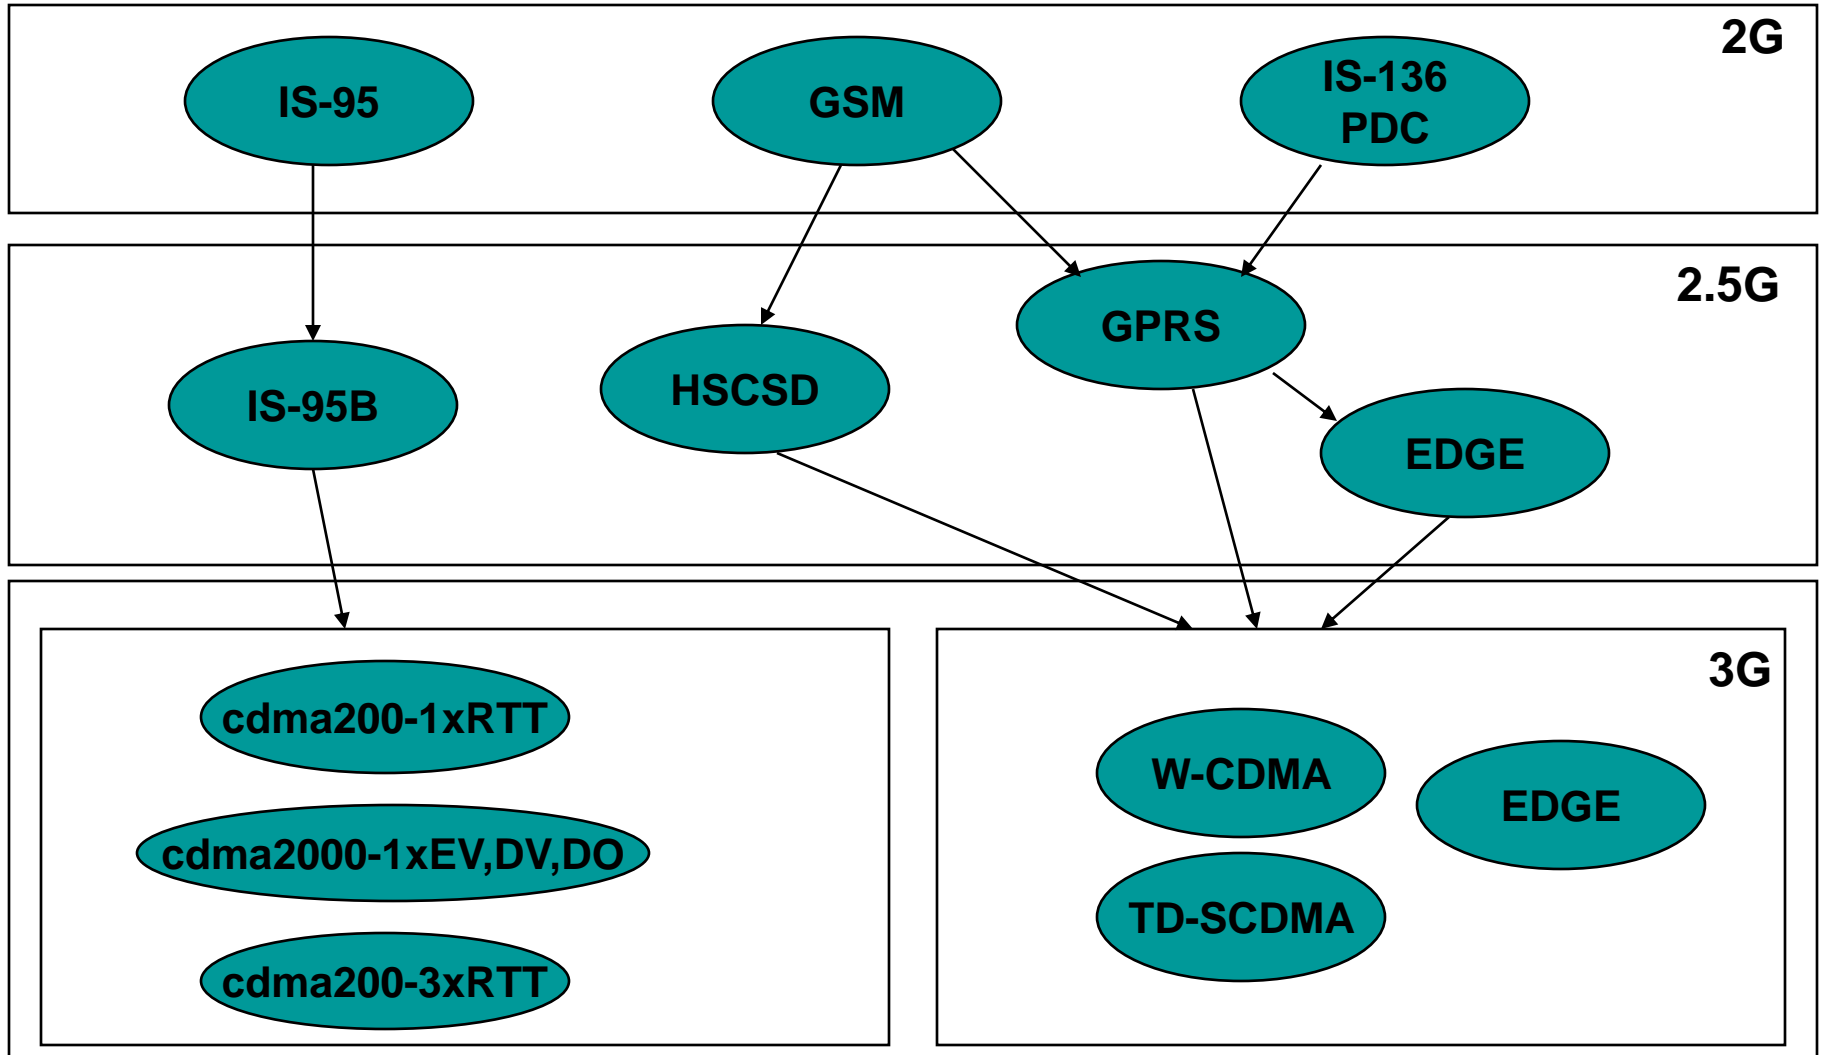 2G
IS-95
GSM
IS-136
PDC
2.5G
GPRS
HSCSD
IS-95B
EDGE
3G
cdma200-1xRTT
cdma2000-1xEV,DV,DO
cdma200-3xRTT
W-CDMA
EDGE
TD-SCDMA